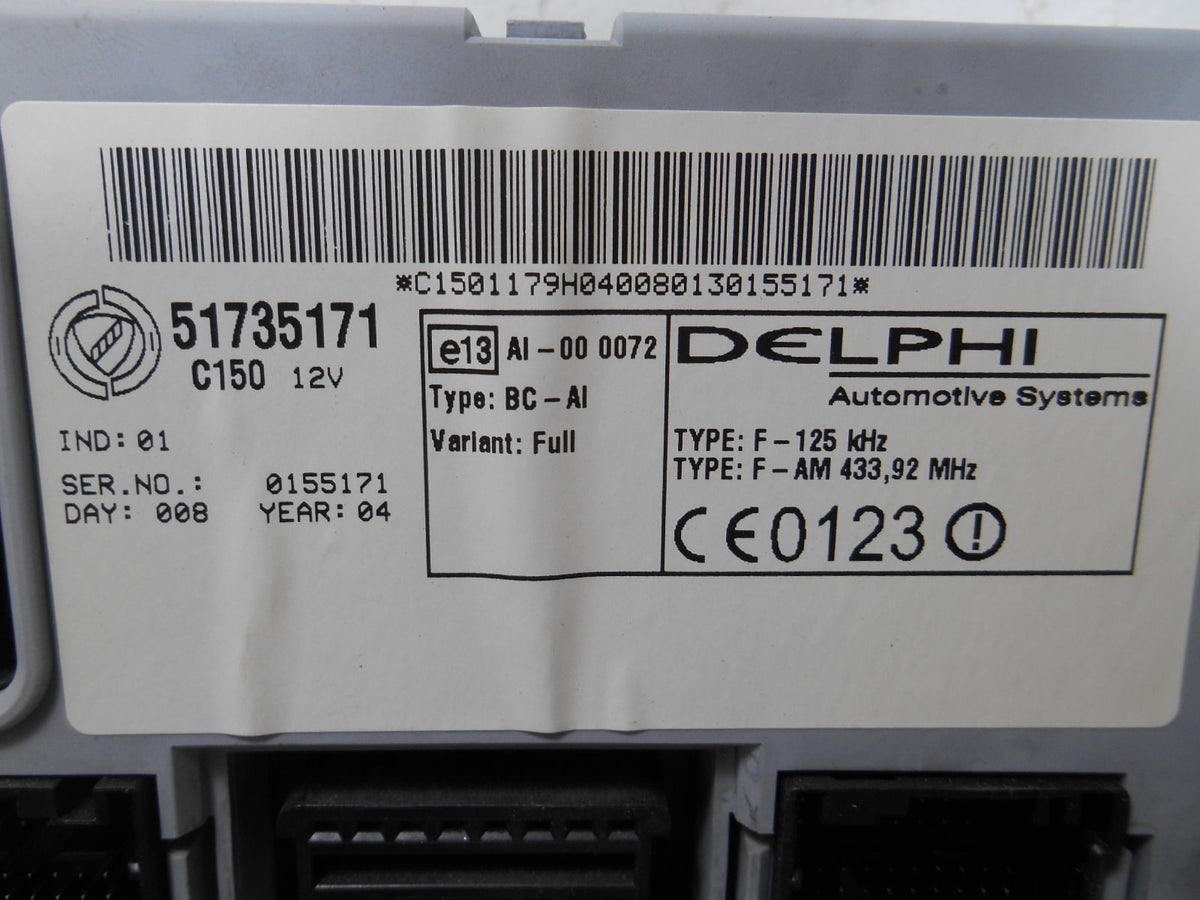 *C1501179H040080130155171*
51735171
C150 12V
IND: 01
SER.NO.: 0155171
DAY: 008 YEAR: 04
e13 AI-00 0072
Type: BC-AI
Variant: Full
DELPHI
Automotive Systems
TYPE: F-125 kHz
TYPE: F-AM 433,92 MHz
CE0123